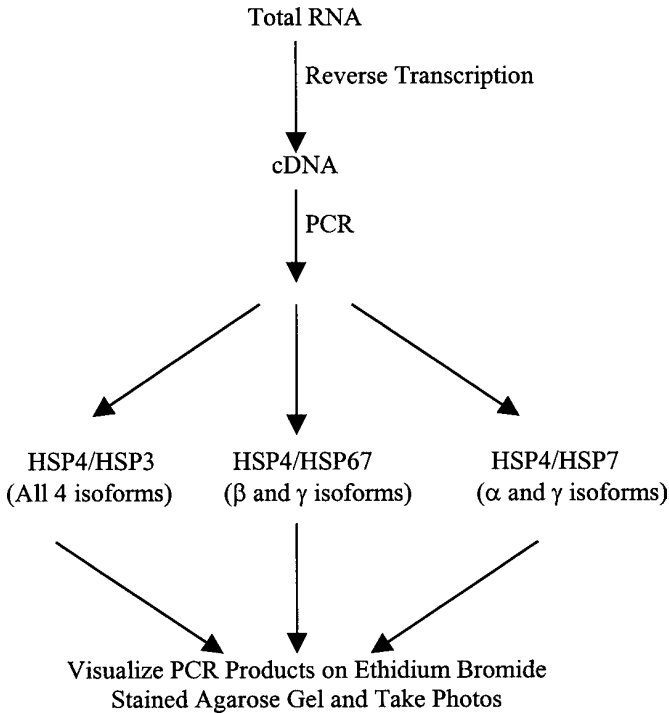 Total RNA
Reverse Transcription
cDNA
PCR
HSP4/HSP3
(All 4 isoforms)
HSP4/HSP67
(β and γ isoforms)
HSP4/HSP7
(α and γ isoforms)
Visualize PCR Products on Ethidium Bromide
Stained Agarose Gel and Take Photos